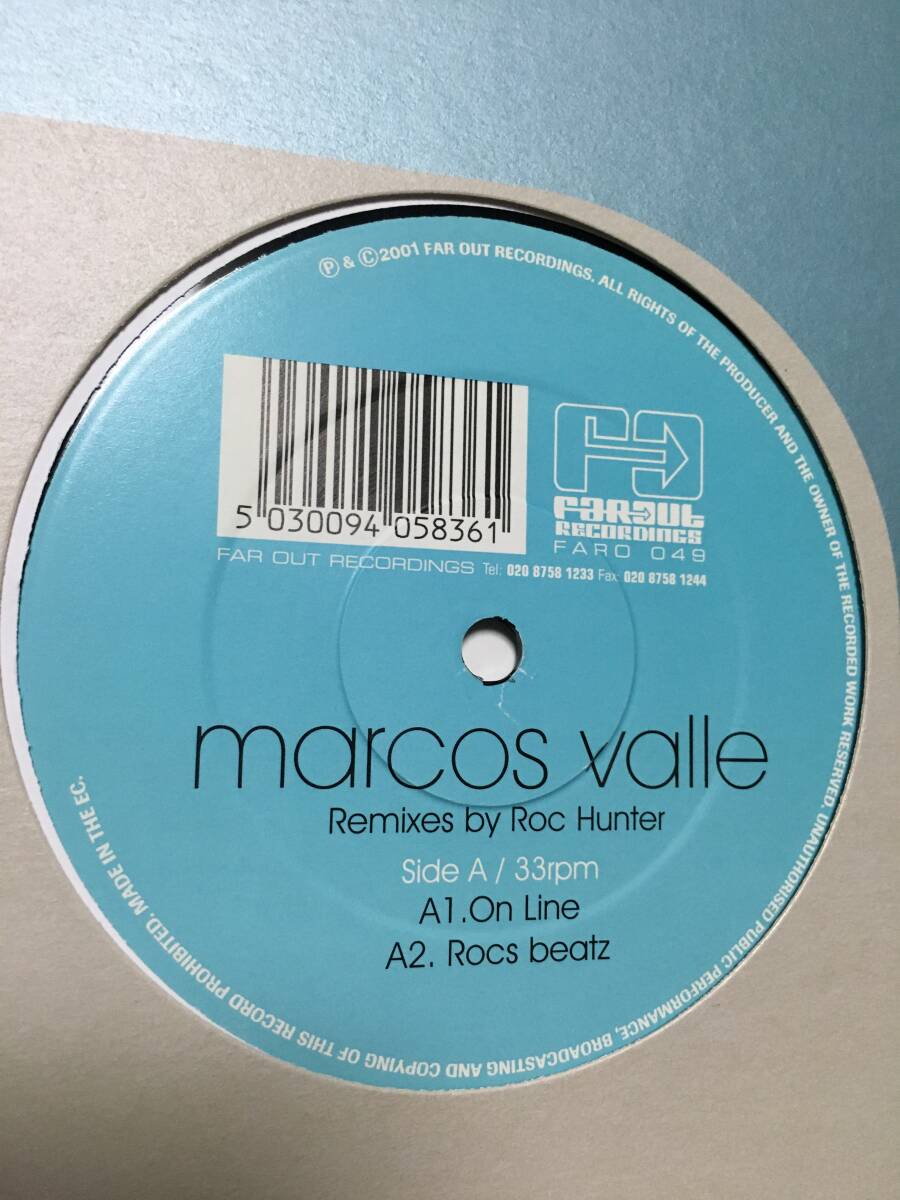 ℗ & ©2001 FAR OUT RECORDINGS. ALL RIGHTS OF THE PRODUCER AND THE OWNER OF THE RECORDED WORK RESERVED. UNAUTHORISED PUBLIC PERFORMANCE, BROADCASTING AND COPYING OF THIS RECORD PROHIBITED. MADE IN THE EC.
5 030094 058361
FAROUT
RECORDINGS
FARO 049
FAR OUT RECORDINGS Tel: 020 8758 1233 Fax: 020 8758 1244
marcos valle
Remixes by Roc Hunter
Side A / 33rpm
A1.On Line
A2. Rocs beatz